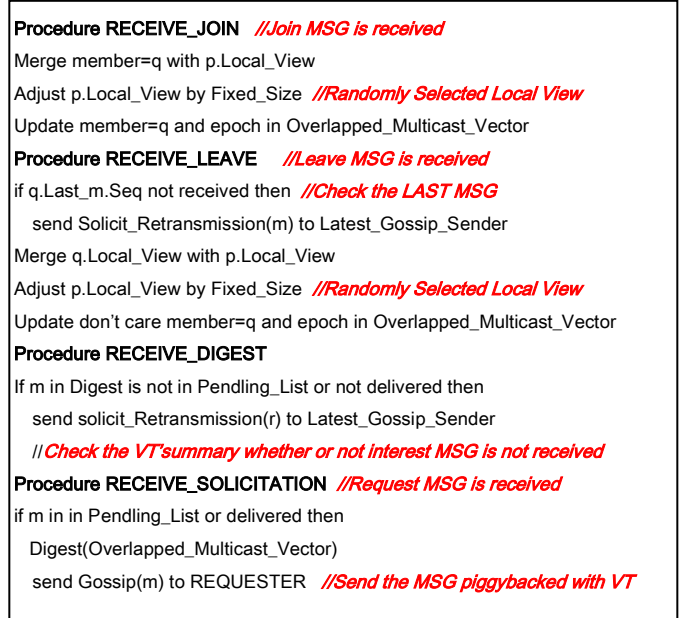 Procedure RECEIVE_JOIN //Join MSG is received
Merge member=q with p.Local_View
Adjust p.Local_View by Fixed_Size //Randomly Selected Local View
Update member=q and epoch in Overlapped_Multicast_Vector
Procedure RECEIVE_LEAVE //Leave MSG is received
if q.Last_m.Seq not received then //Check the LAST MSG
send Solicit_Retransmission(m) to Latest_Gossip_Sender
Merge q.Local_View with p.Local_View
Adjust p.Local_View by Fixed_Size //Randomly Selected Local View
Update don't care member=q and epoch in Overlapped_Multicast_Vector
Procedure RECEIVE_DIGEST
If m in Digest is not in Pendling_List or not delivered then
send solicit_Retransmission(r) to Latest_Gossip_Sender
//Check the VT'summary whether or not interest MSG is not received
Procedure RECEIVE_SOLICITATION //Request MSG is received
if m in in Pendling_List or delivered then
Digest(Overlapped_Multicast_Vector)
send Gossip(m) to REQUESTER //Send the MSG piggybacked with VT